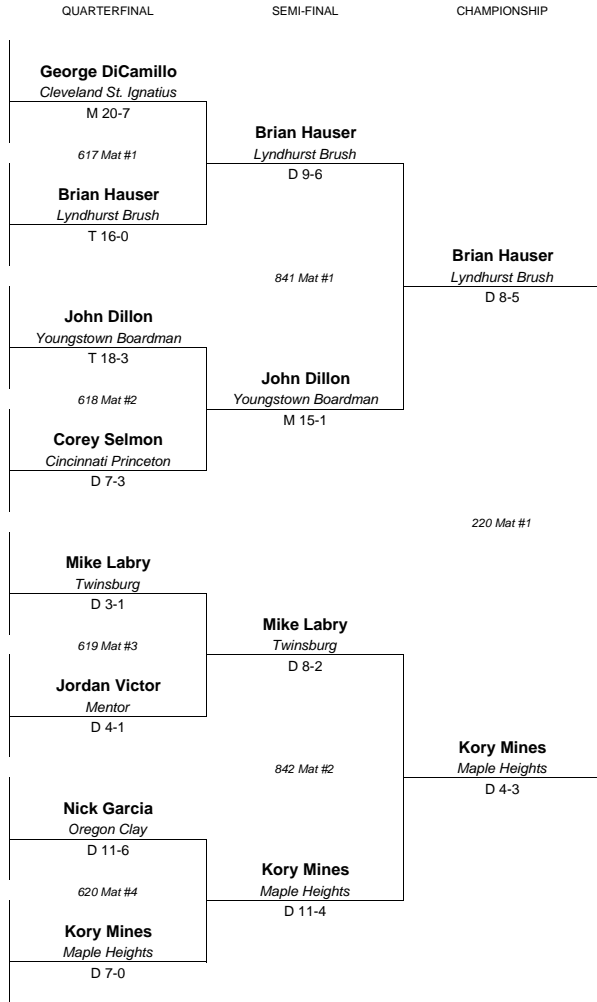 QUARTERFINAL SEMI-FINAL CHAMPIONSHIP
George DiCamillo
Cleveland St. Ignatius
M 20-7
617 Mat #1
Brian Hauser
Lyndhurst Brush
T 16-0
Brian Hauser
Lyndhurst Brush
D 9-6
John Dillon
Youngstown Boardman
T 18-3
618 Mat #2
Corey Selmon
Cincinnati Princeton
D 7-3
841 Mat #1
John Dillon
Youngstown Boardman
M 15-1
Brian Hauser
Lyndhurst Brush
D 8-5
220 Mat #1
Mike Labry
Twinsburg
D 3-1
619 Mat #3
Jordan Victor
Mentor
D 4-1
Mike Labry
Twinsburg
D 8-2
842 Mat #2
Nick Garcia
Oregon Clay
D 11-6
620 Mat #4
Kory Mines
Maple Heights
D 7-0
Kory Mines
Maple Heights
D 11-4
Kory Mines
Maple Heights
D 4-3